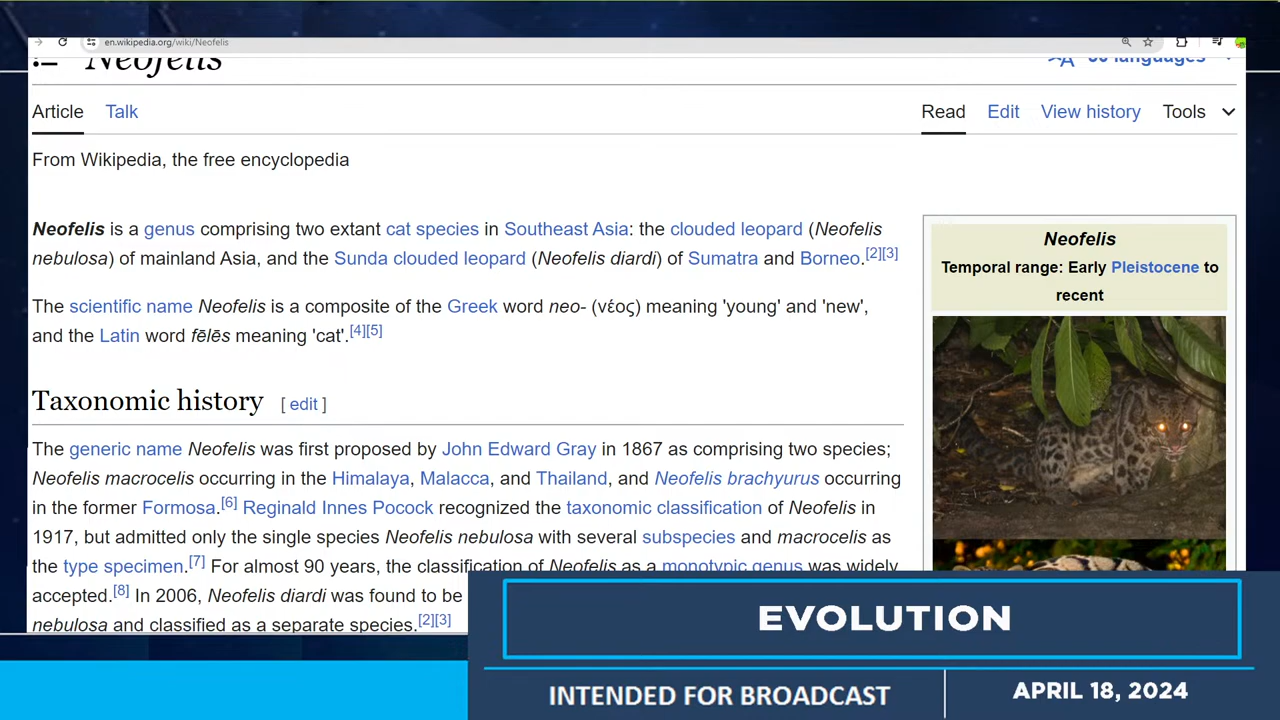 en.wikipedia.org/wiki/Neofelis
Neofelis
languages
Article Talk Read Edit View history Tools
From Wikipedia, the free encyclopedia
Neofelis is a genus comprising two extant cat species in Southeast Asia: the clouded leopard (Neofelis
nebulosa) of mainland Asia, and the Sunda clouded leopard (Neofelis diardi) of Sumatra and Borneo.[2][3]
The scientific name Neofelis is a composite of the Greek word neo- (νέος) meaning 'young' and 'new',
and the Latin word fēlēs meaning 'cat'.[4][5]
Neofelis
Temporal range: Early Pleistocene to
recent
Taxonomic history [ edit ]
The generic name Neofelis was first proposed by John Edward Gray in 1867 as comprising two species;
Neofelis macrocelis occurring in the Himalaya, Malacca, and Thailand, and Neofelis brachyurus occurring
in the former Formosa.[6] Reginald Innes Pocock recognized the taxonomic classification of Neofelis in
1917, but admitted only the single species Neofelis nebulosa with several subspecies and macrocelis as
the type specimen.[7] For almost 90 years, the classification of Neofelis as a monotypic genus was widely
accepted.[8] In 2006, Neofelis diardi was found to be
nebulosa and classified as a separate species.[2][3]
EVOLUTION
INTENDED FOR BROADCAST
APRIL 18, 2024